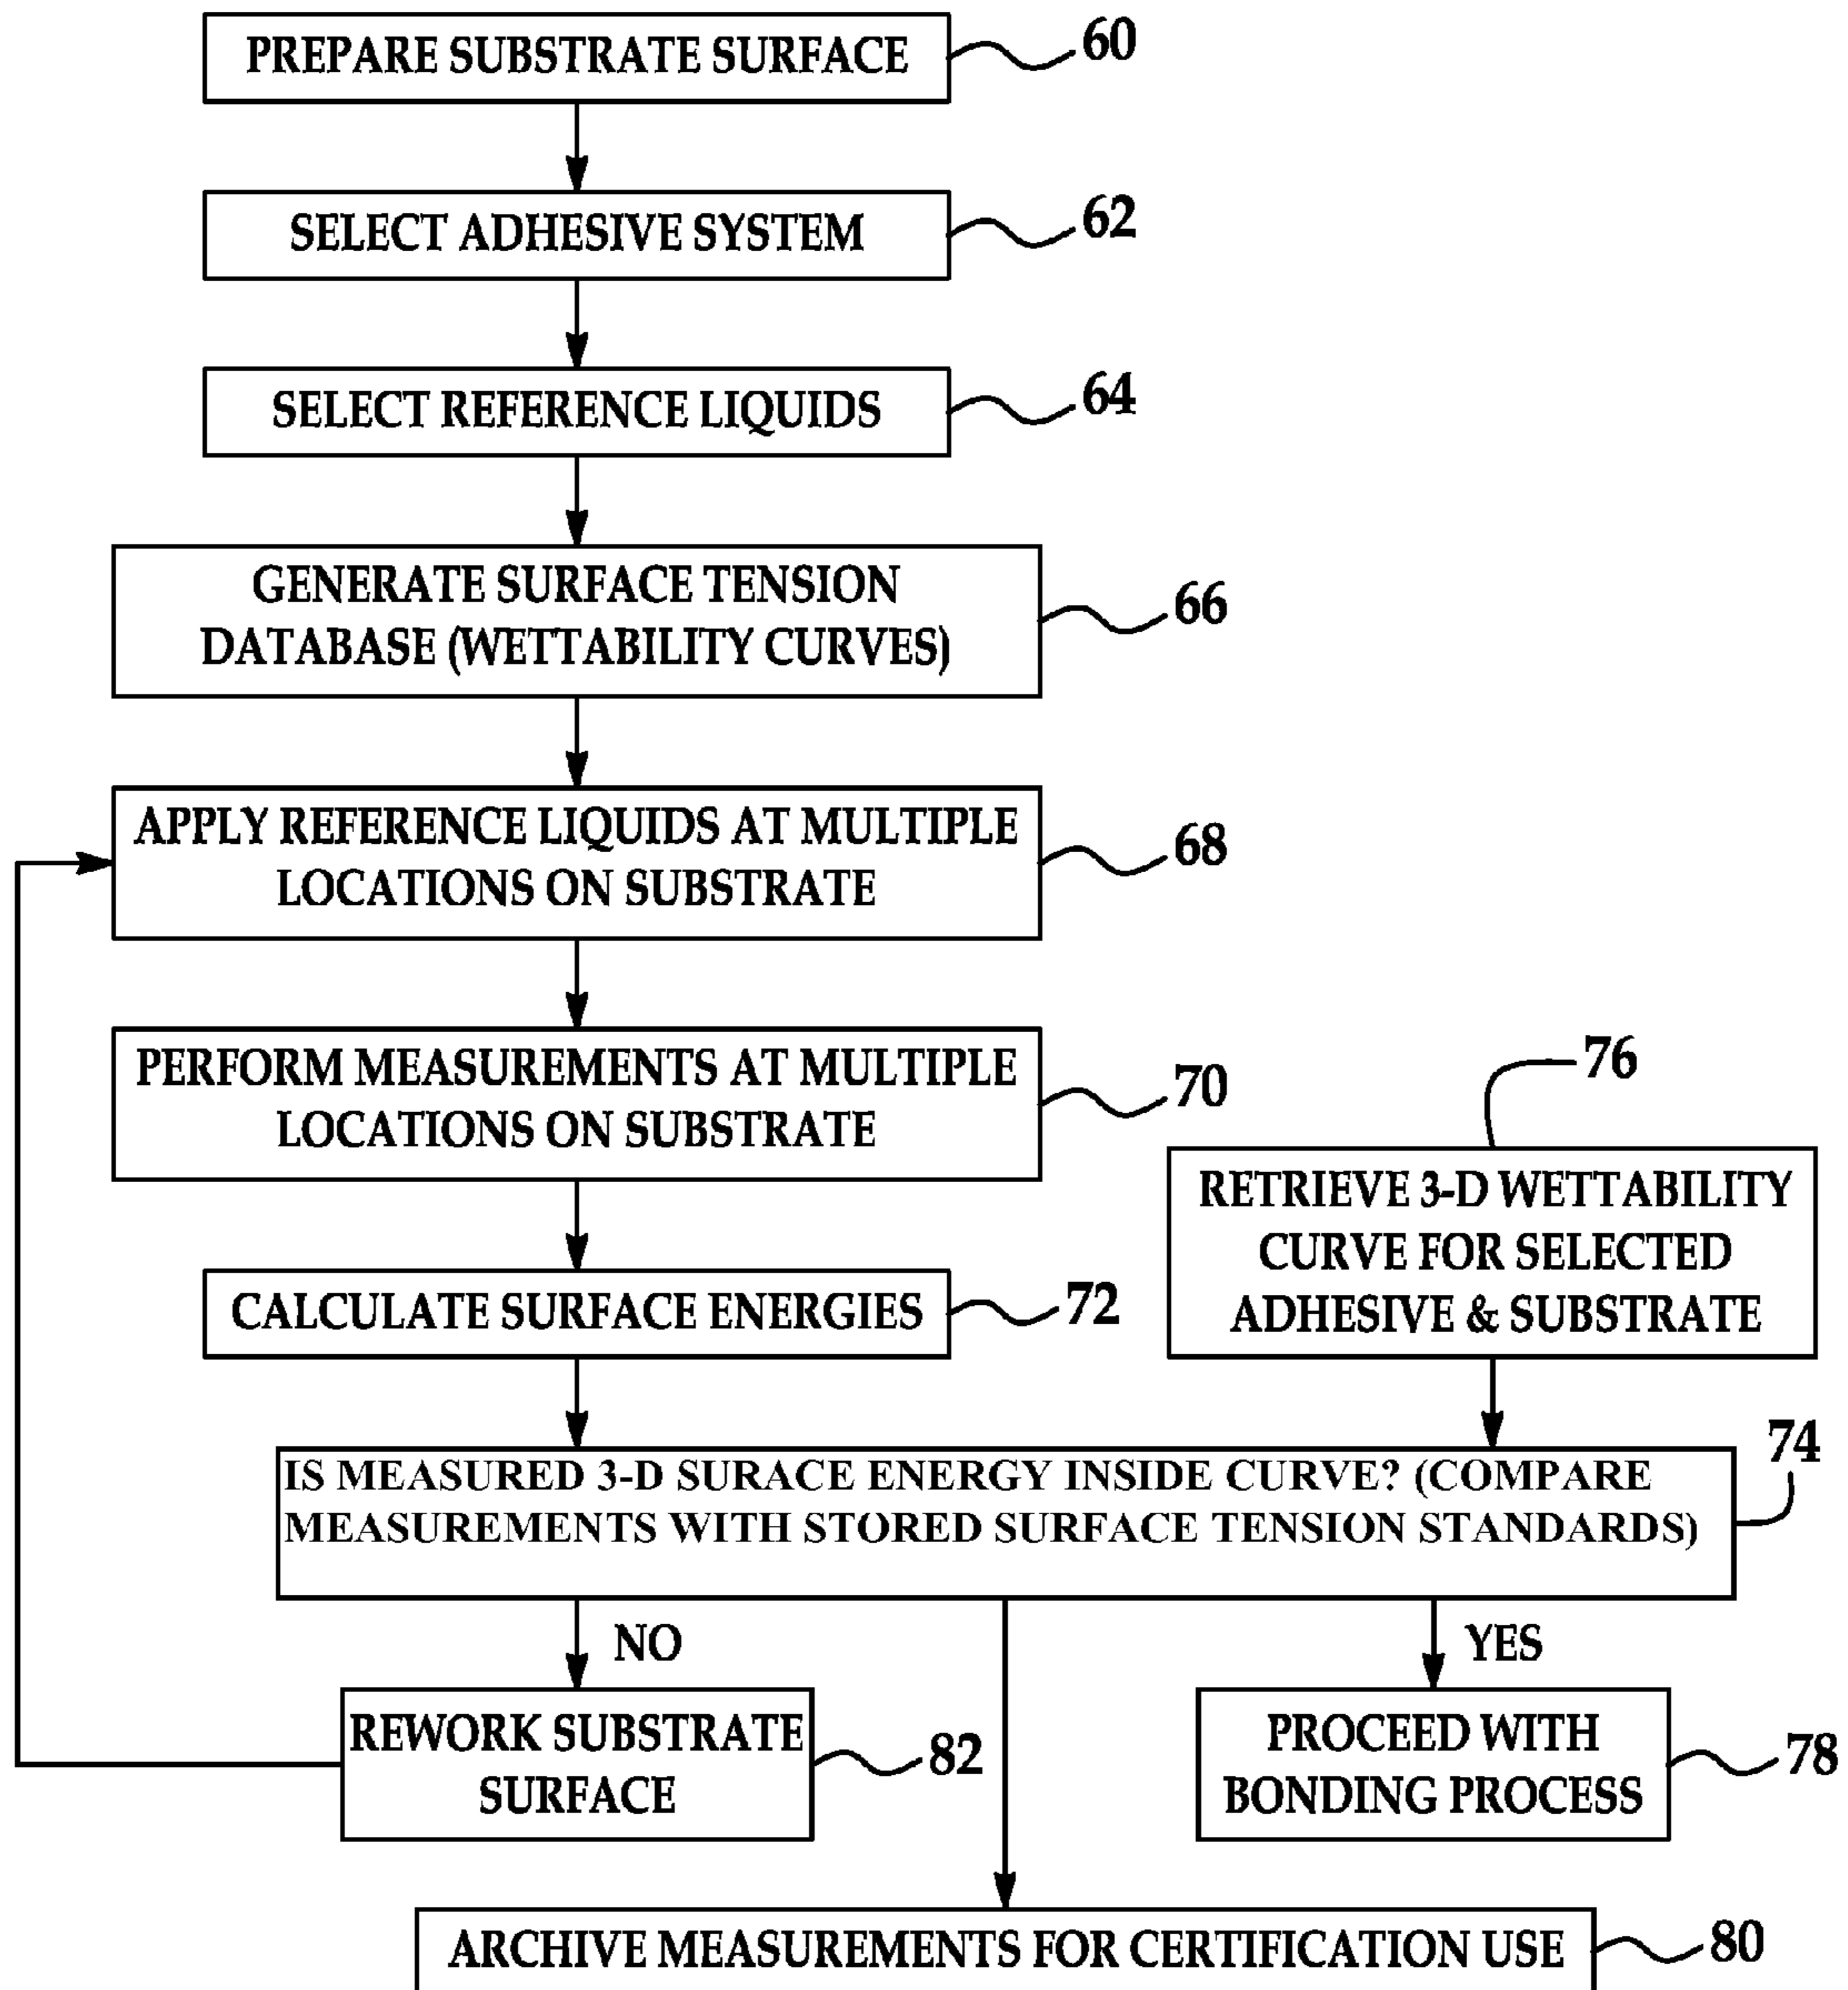 PREPARE SUBSTRATE SURFACE
60
SELECT ADHESIVE SYSTEM
62
SELECT REFERENCE LIQUIDS
64
GENERATE SURFACE TENSION
DATABASE (WETTABILITY CURVES)
66
APPLY REFERENCE LIQUIDS AT MULTIPLE
LOCATIONS ON SUBSTRATE
68
PERFORM MEASUREMENTS AT MULTIPLE
LOCATIONS ON SUBSTRATE
70
76
RETRIEVE 3-D WETTABILITY
CURVE FOR SELECTED
ADHESIVE & SUBSTRATE
CALCULATE SURFACE ENERGIES
72
IS MEASURED 3-D SURACE ENERGY INSIDE CURVE? (COMPARE
MEASUREMENTS WITH STORED SURFACE TENSION STANDARDS)
74
NO
YES
REWORK SUBSTRATE
SURFACE
82
PROCEED WITH
BONDING PROCESS
78
ARCHIVE MEASUREMENTS FOR CERTIFICATION USE
80